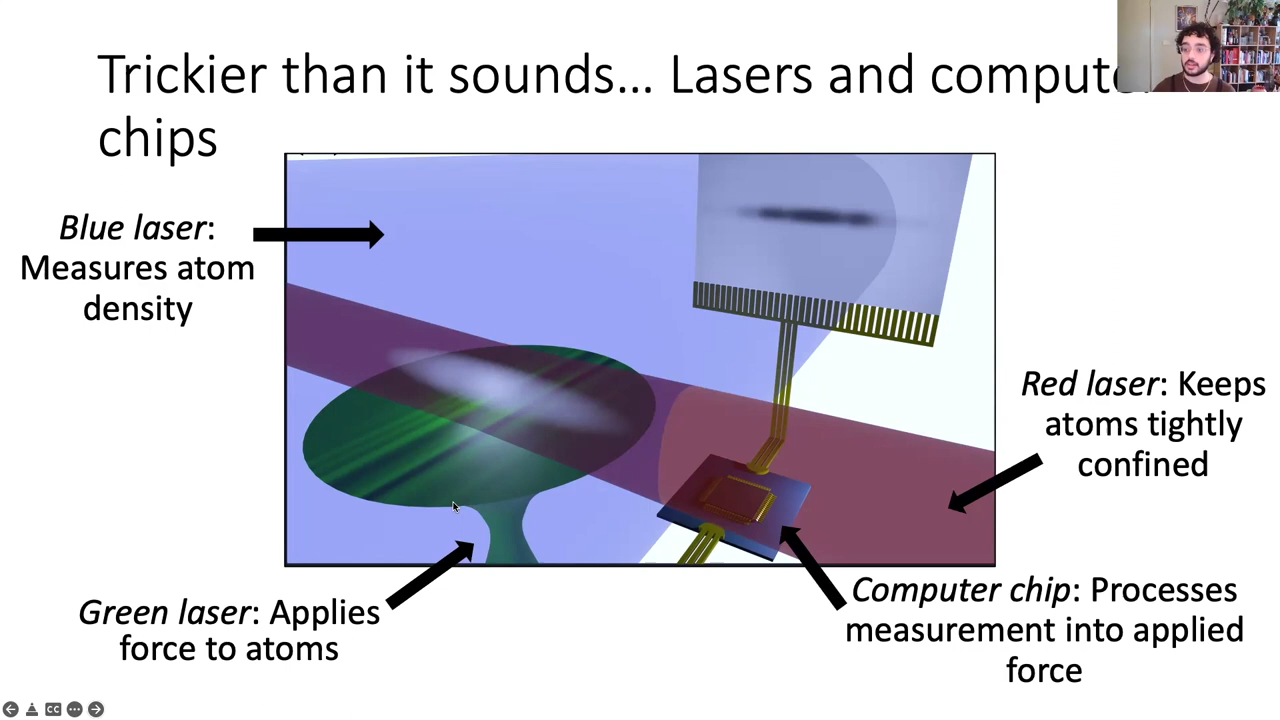 Trickier than it sounds... Lasers and compute
chips
Blue laser:
Measures atom
density
Red laser: Keeps
atoms tightly
confined
Green laser: Applies
force to atoms
Computer chip: Processes
measurement into applied
force
CC